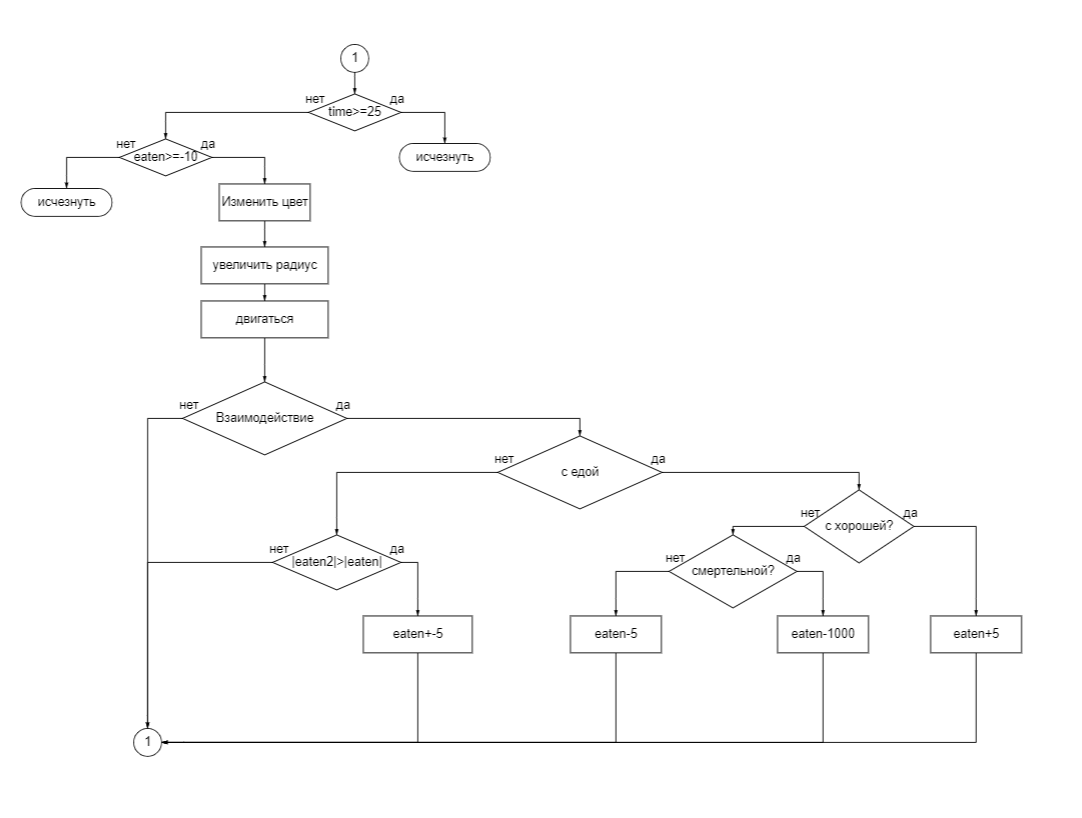 1
нет
да
time>=25
нет
да
eaten>=-10
исчезнуть
исчезнуть
Изменить цвет
увеличить радиус
двигаться
нет
да
Взаимодействие
нет
да
с едой
нет
да
с хорошей?
нет
да
|eaten2|>|eaten|
нет
да
смертельной?
eaten+-5
eaten-5
eaten-1000
eaten+5
1